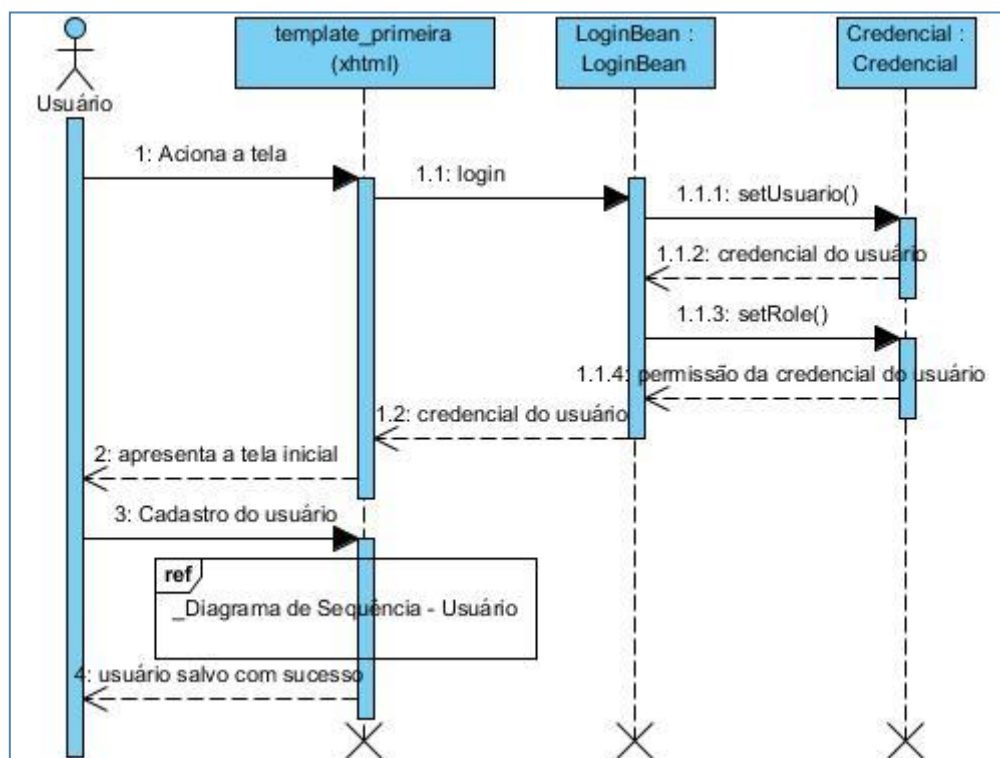 template_primeira
(xhtml)
LoginBean :
LoginBean
Credencial :
Credencial
Usuário
1: Aciona a tela
1.1: login
1.1.1: setUsuario()
1.1.2: credencial do usuário
1.1.3: setRole()
1.1.4: permissão da credencial do usuário
1.2: credencial do usuário
2: apresenta a tela inicial
3: Cadastro do usuário
ref
_Diagrama de Sequência - Usuário
4: usuário salvo com sucesso